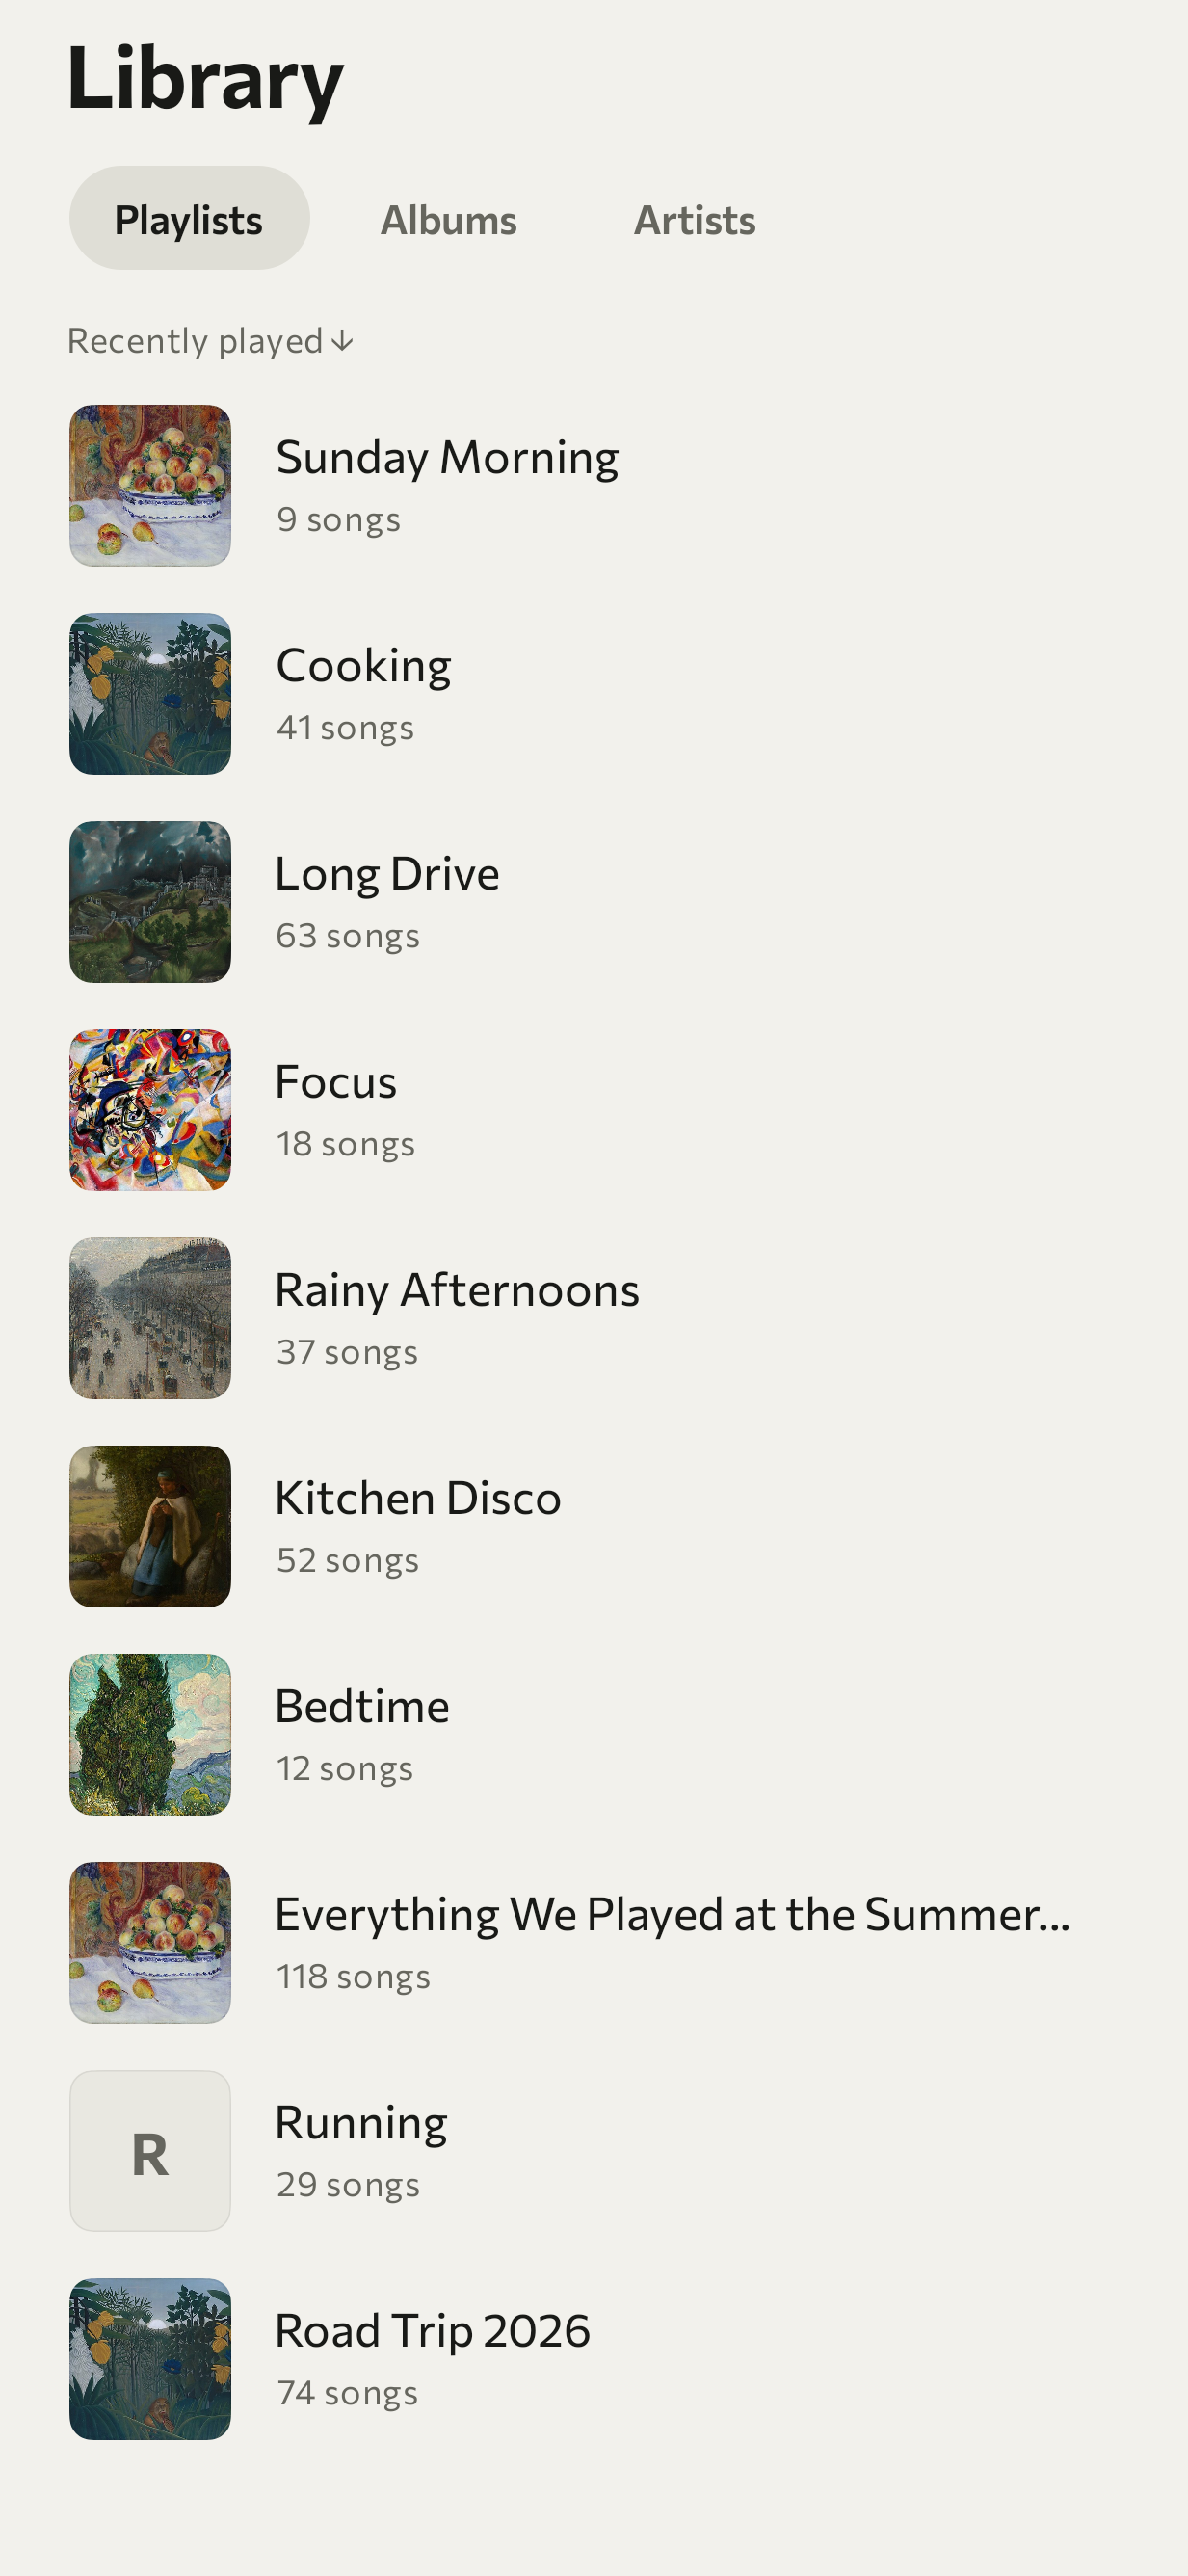 Library
Playlists Albums Artists
Recently played ↓
Sunday Morning
9 songs
Cooking
41 songs
Long Drive
63 songs
Focus
18 songs
Rainy Afternoons
37 songs
Kitchen Disco
52 songs
Bedtime
12 songs
Everything We Played at the Summer...
118 songs
R
Running
29 songs
Road Trip 2026
74 songs